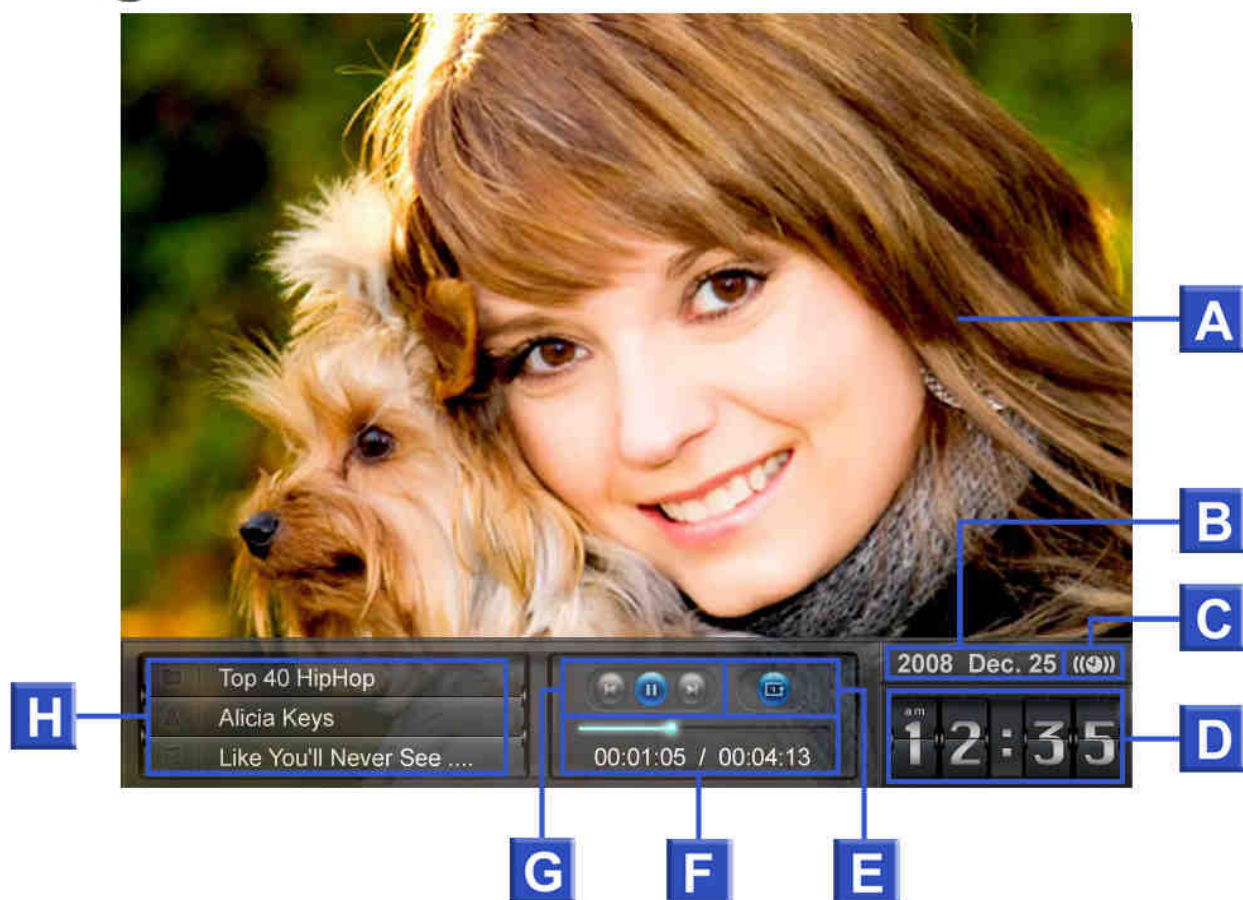 A
B
2008 Dec. 25
C
H
Top 40 HipHop
Alicia Keys
Like You'll Never See ....
00:01:05 / 00:04:13
am
12:35
D
G
F
E